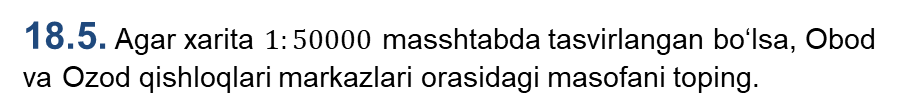 18.5. Agar xarita 1: 50000 masshtabda tasvirlangan bo‘lsa, Obod
va Ozod qishloqlari markazlari orasidagi masofani toping.